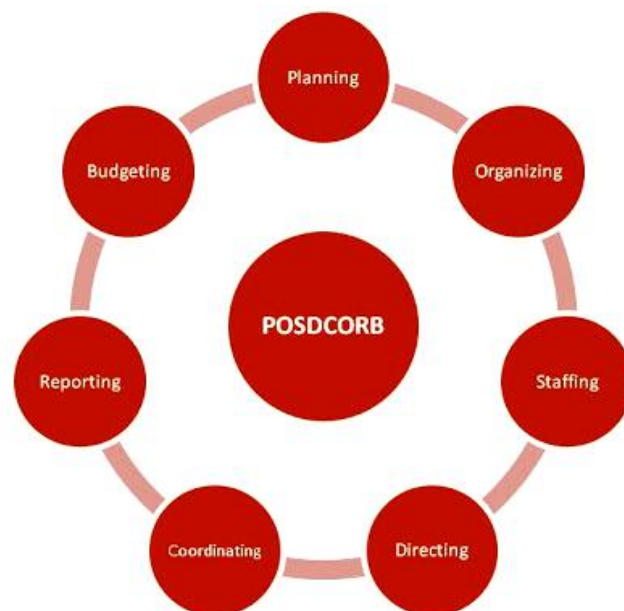 Planning
Organizing
Staffing
Directing
Coordinating
Reporting
Budgeting
POSDCORB